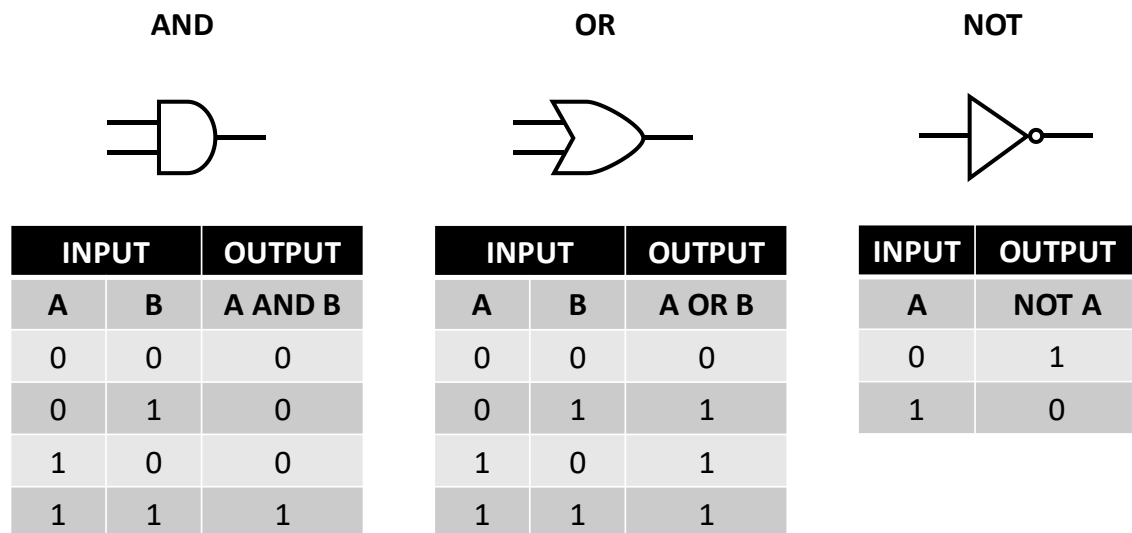 AND OR NOT
INPUT OUTPUT INPUT OUTPUT INPUT OUTPUT
A B A AND B A B A OR B A NOT A
0 0 0 0 0 0 0 1
0 1 0 0 1 1 1 0
1 0 0 1 0 1
1 1 1 1 1 1